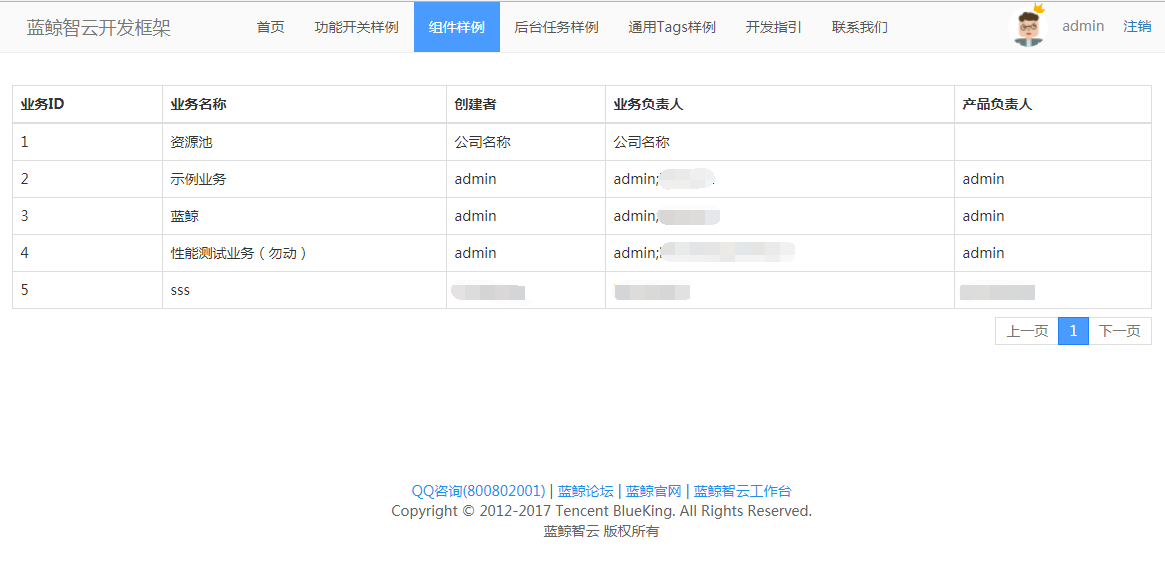 蓝鲸智云开发框架 首页 功能开关样例 组件样例 后台任务样例 通用Tags样例 开发指引 联系我们 admin 注销
业务ID 业务名称 创建者 业务负责人 产品负责人
1 资源池 公司名称 公司名称
2 示例业务 admin admin; admin
3 蓝鲸 admin admin; admin
4 性能测试业务（勿动） admin admin; admin
5 sss
上一页 1 下一页
QQ咨询(800802001) | 蓝鲸论坛 | 蓝鲸官网 | 蓝鲸智云工作台
Copyright © 2012-2017 Tencent BlueKing. All Rights Reserved.
蓝鲸智云 版权所有